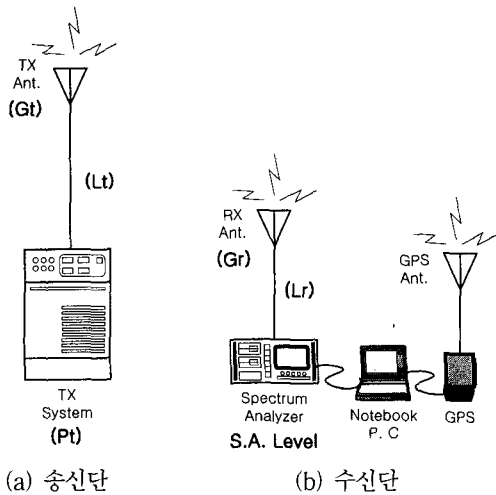 TX
Ant.
(Gt)
(Lt)
TX
System
(Pt)
(a) 송신단
RX
Ant.
(Gr)
(Lr)
GPS
Ant.
Spectrum
Analyzer
S.A. Level
Notebook
P. C
GPS
(b) 수신단